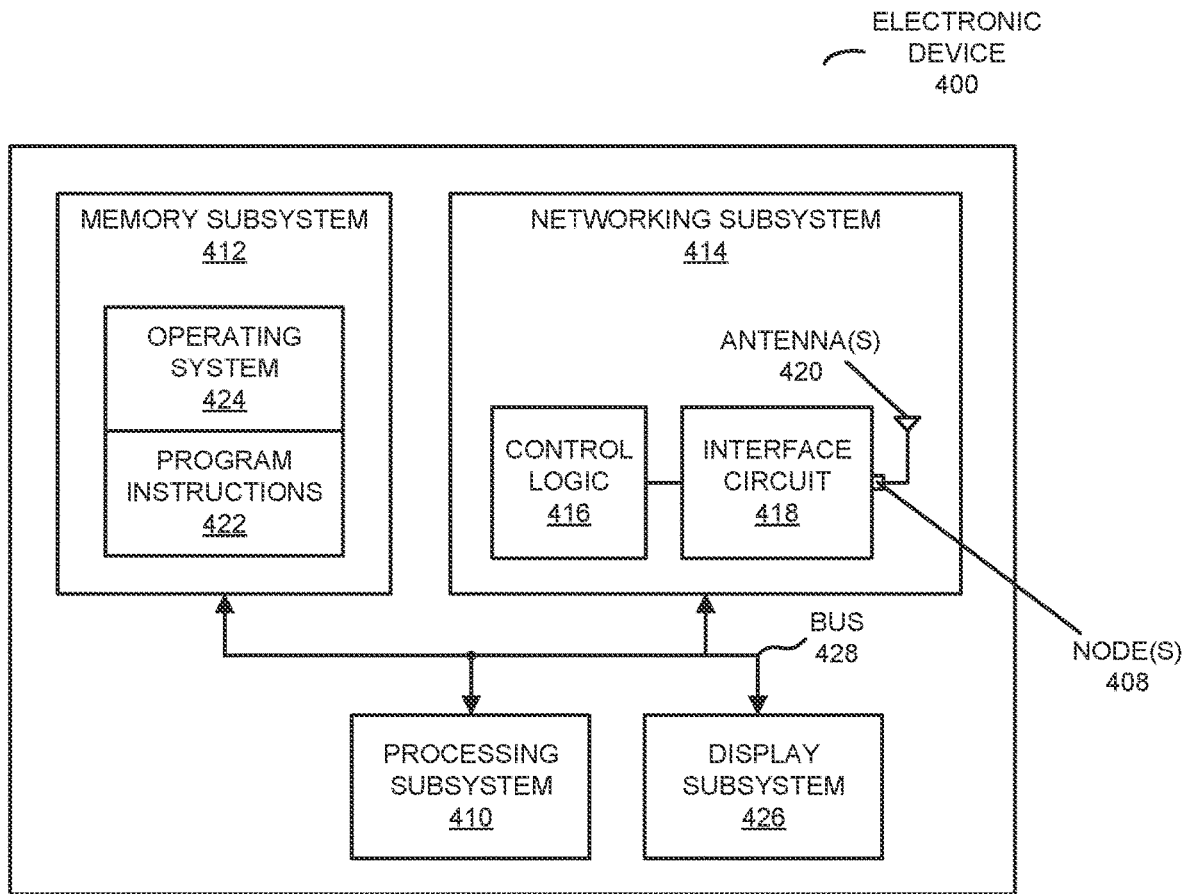 ELECTRONIC
DEVICE
400
MEMORY SUBSYSTEM
412
OPERATING
SYSTEM
424
PROGRAM
INSTRUCTIONS
422
NETWORKING SUBSYSTEM
414
ANTENNA(S)
420
CONTROL
LOGIC
416
INTERFACE
CIRCUIT
418
BUS
428
NODE(S)
408
PROCESSING
SUBSYSTEM
410
DISPLAY
SUBSYSTEM
426